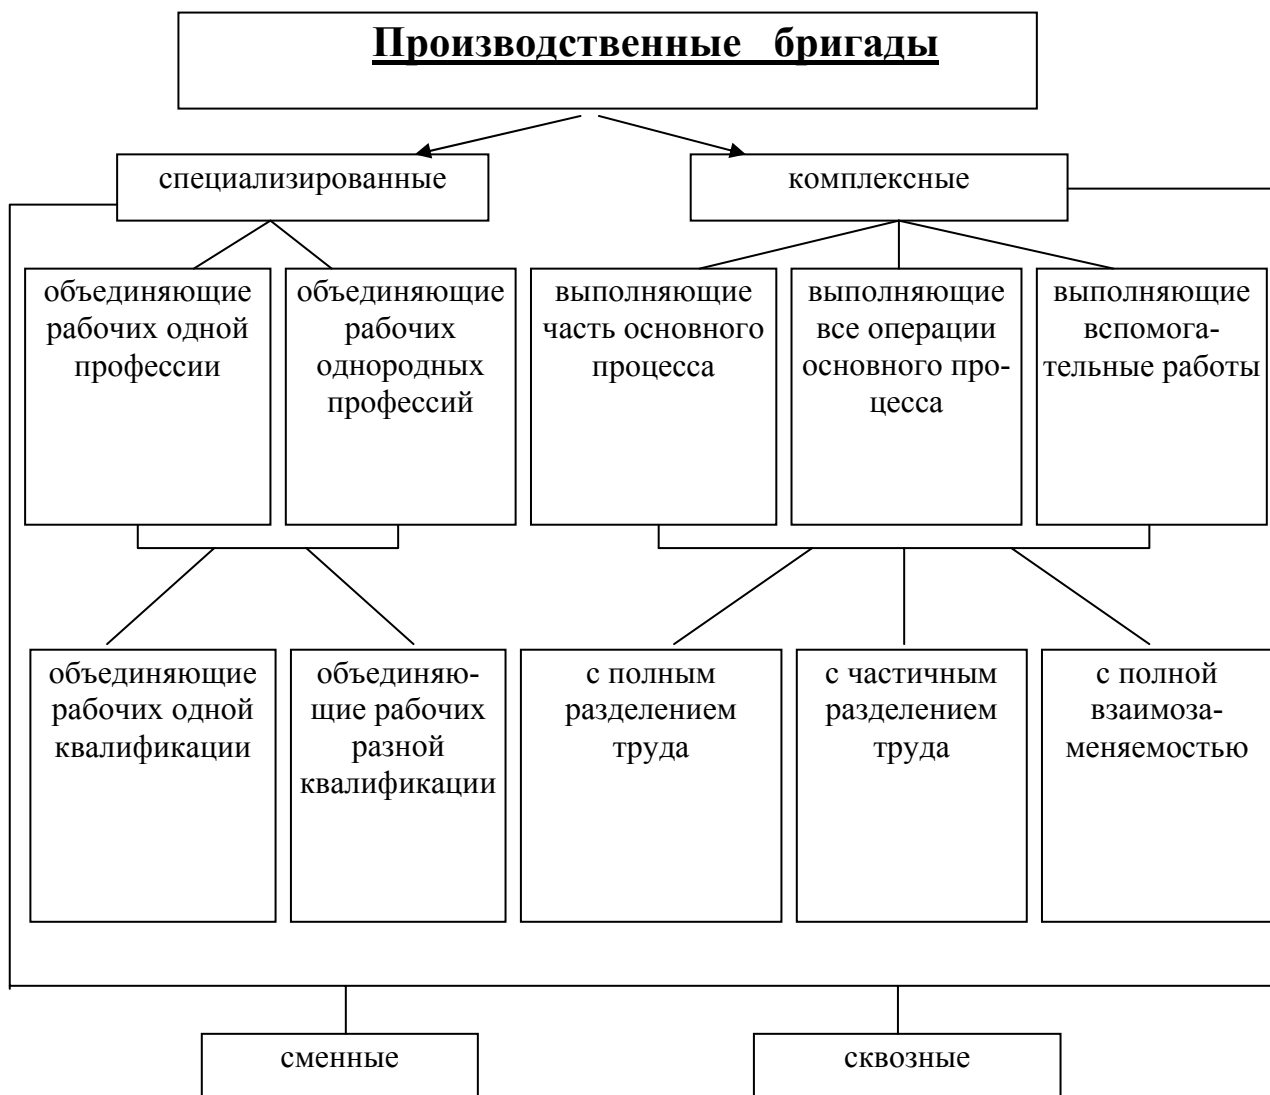 Производственные бригады
специализированные
комплексные
объединяющие
рабочих одной
профессии
объединяющие
рабочих
однородных
профессий
выполняющие
часть основного
процесса
выполняющие
все операции
основного про-
цесса
выполняющие
вспомога-
тельные работы
объединяющие
рабочих одной
квалификации
объединяю-
щие рабочих
разной
квалификации
с полным
разделением
труда
с частичным
разделением
труда
с полной
взаимоза-
меняемостью
сменные
сквозные